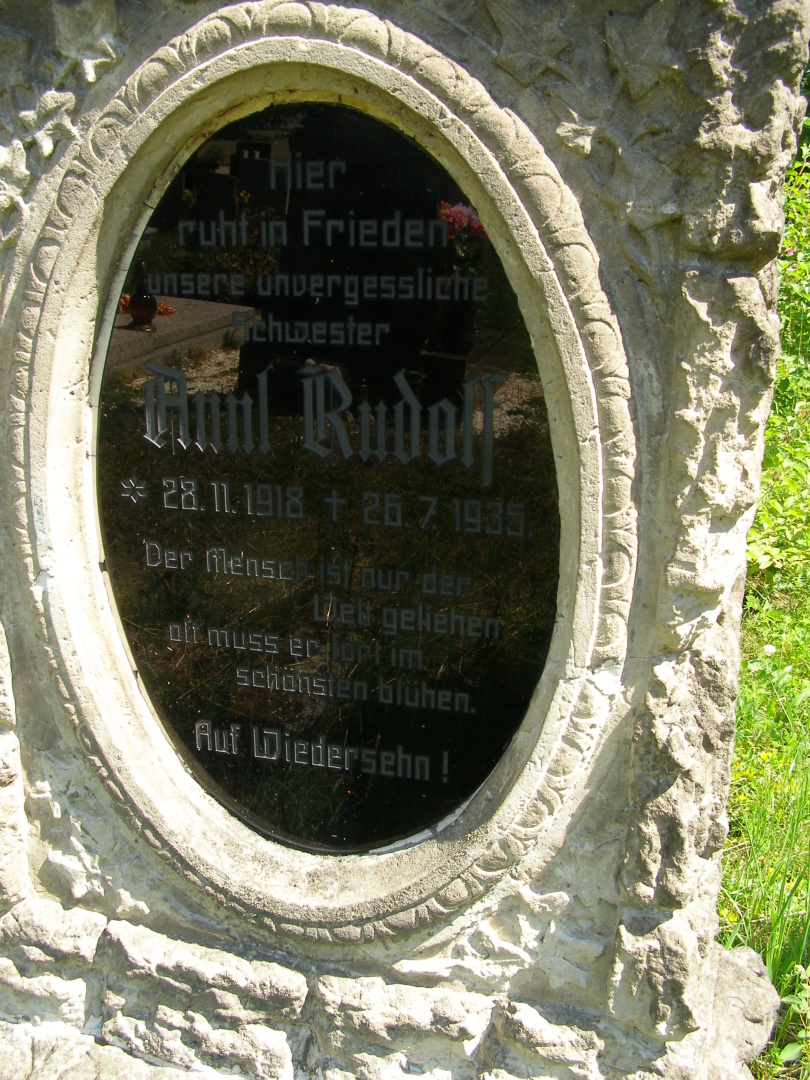 Hier
ruht in Frieden
unsere unvergessliche
Schwester
Annl Rudolf
* 28.11.1918 + 26.7.1935.
Der Mensch ist nur der
Welt geliehen
oft muss er fort im
schönsten blühen.
Auf Wiedersehn!